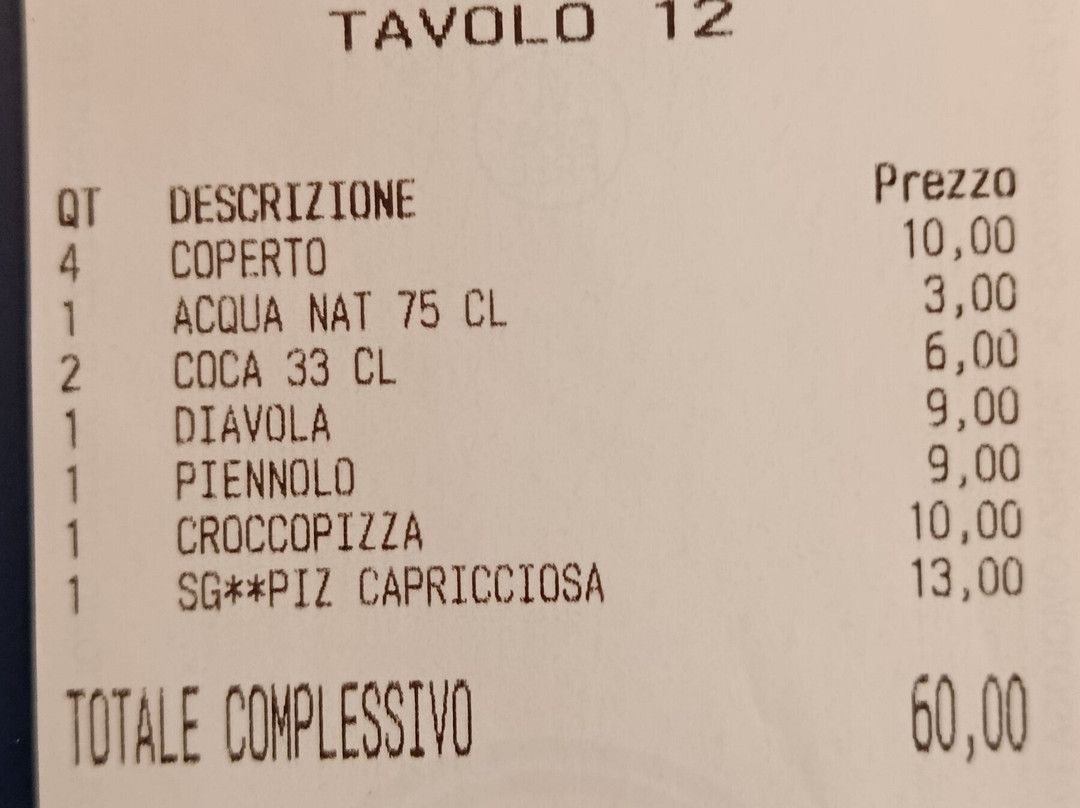 TAVOLO 12
QT DESCRIZIONE Prezzo
4 COPERTO 10,00
1 ACQUA NAT 75 CL 3,00
2 COCA 33 CL 6,00
1 DIAVOLA 9,00
1 PIENNOLO 9,00
1 CROCCOPIZZA 10,00
1 SG**PIZ CAPRICCIOSA 13,00
TOTALE COMPLESSIVO 60,00